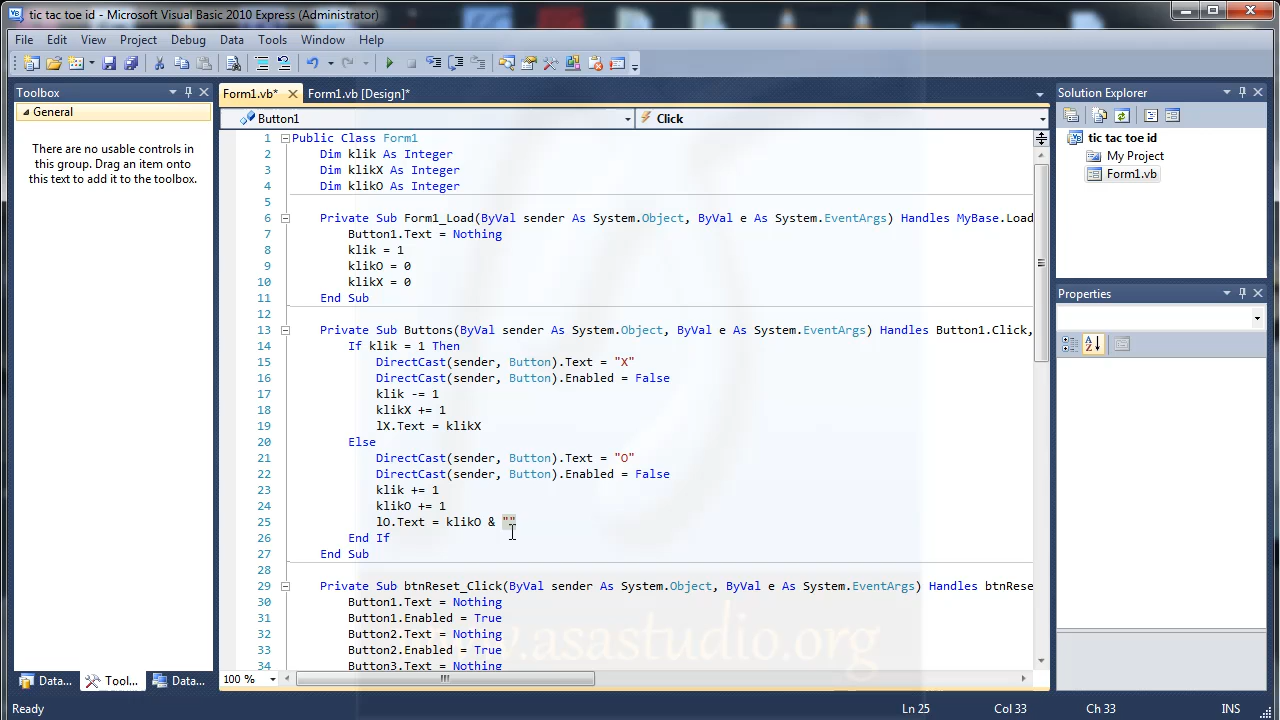 tic tac toe id - Microsoft Visual Basic 2010 Express (Administrator)
File Edit View Project Debug Data Tools Window Help
Toolbox
General
There are no usable controls in
this group. Drag an item onto
this text to add it to the toolbox.
Data... Tool... Data...
Form1.vb* Form1.vb [Design]*
Button1 Click
1 Public Class Form1
2 Dim klik As Integer
3 Dim klikX As Integer
4 Dim klikO As Integer
5
6 Private Sub Form1_Load(ByVal sender As System.Object, ByVal e As System.EventArgs) Handles MyBase.Load
7 Button1.Text = Nothing
8 klik = 1
9 klikO = 0
10 klikX = 0
11 End Sub
12
13 Private Sub Buttons(ByVal sender As System.Object, ByVal e As System.EventArgs) Handles Button1.Click,
14 If klik = 1 Then
15 DirectCast(sender, Button).Text = "X"
16 DirectCast(sender, Button).Enabled = False
17 klik -= 1
18 klikX += 1
19 lX.Text = klikX
20 Else
21 DirectCast(sender, Button).Text = "O"
22 DirectCast(sender, Button).Enabled = False
23 klik += 1
24 klikO += 1
25 lO.Text = klikO & ""
26 End If
27 End Sub
28
29 Private Sub btnReset_Click(ByVal sender As System.Object, ByVal e As System.EventArgs) Handles btnRese
30 Button1.Text = Nothing
31 Button1.Enabled = True
32 Button2.Text = Nothing
33 Button2.Enabled = True
34 Button3.Text = Nothing
100 %
Solution Explorer
tic tac toe id
My Project
Form1.vb
Properties
www.asastudio.org
Ready Ln 25 Col 33 Ch 33 INS